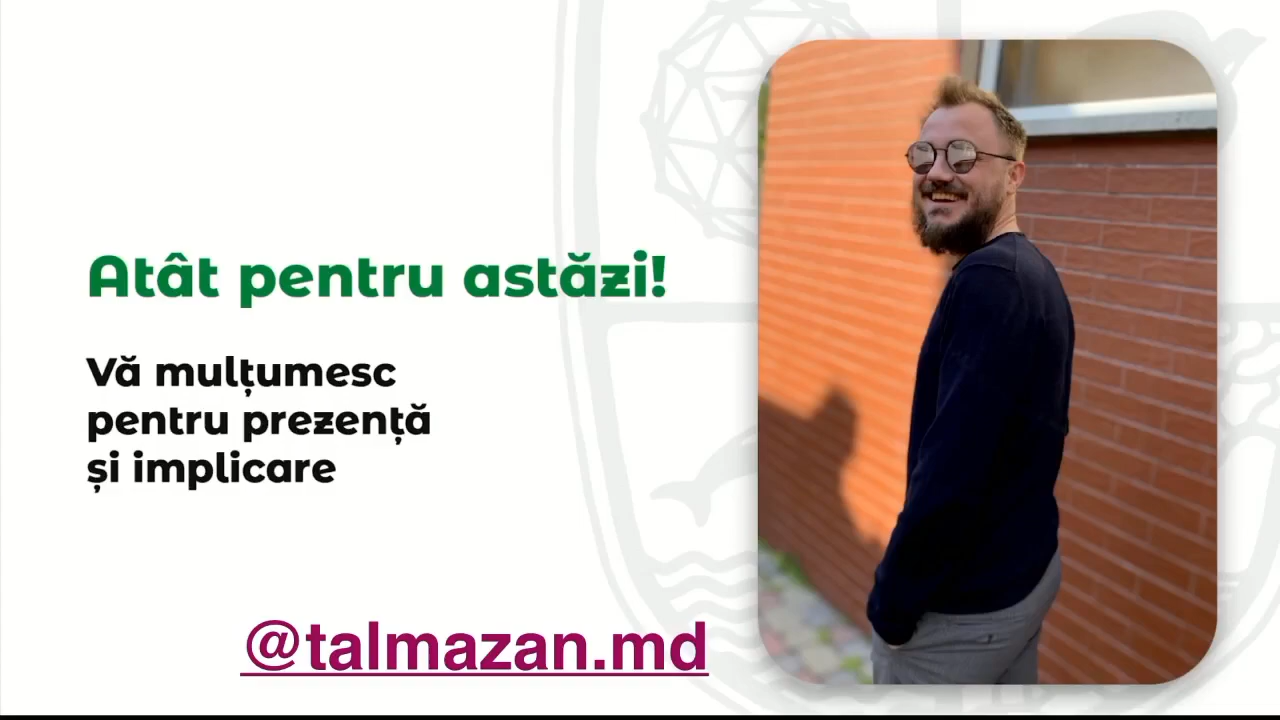 Atât pentru astăzi!
Vă mulțumesc
pentru prezență
și implicare
@talmazan.md